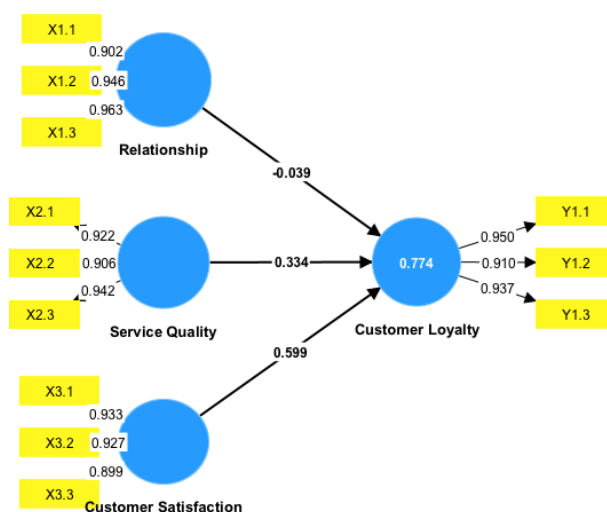 X1.1
0.902
X1.2
0.946
0.963
X1.3
Relationship
-0.039
X2.1
0.922
X2.2
0.906
0.942
X2.3
Service Quality
0.334
0.774
Customer Loyalty
Y1.1
0.950
0.910
Y1.2
0.937
Y1.3
0.599
X3.1
0.933
X3.2
0.927
0.899
X3.3
Customer Satisfaction